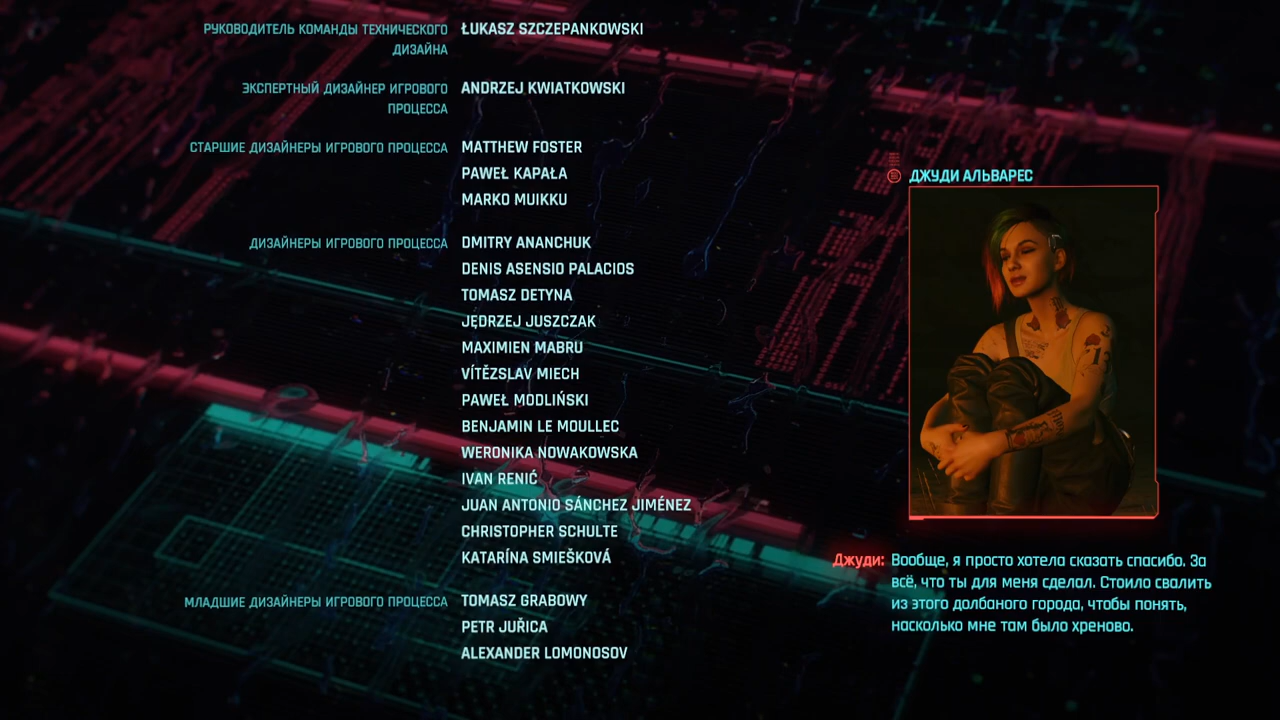 РУКОВОДИТЕЛЬ КОМАНДЫ ТЕХНИЧЕСКОГО
ДИЗАЙНА
ŁUKASZ SZCZEPANKOWSKI
ЭКСПЕРТНЫЙ ДИЗАЙНЕР ИГРОВОГО
ПРОЦЕССА
ANDRZEJ KWIATKOWSKI
СТАРШИЕ ДИЗАЙНЕРЫ ИГРОВОГО ПРОЦЕССА
MATTHEW FOSTER
PAWEŁ KAPAŁA
MARKO MUIKKU
ДИЗАЙНЕРЫ ИГРОВОГО ПРОЦЕССА
DMITRY ANANCHUK
DENIS ASENSIO PALACIOS
TOMASZ DETYNA
JĘDRZEJ JUSZCZAK
MAXIMIEN MABRU
VÍTĚZSLAV MIECH
PAWEŁ MODLIŃSKI
BENJAMIN LE MOULLEC
WERONIKA NOWAKOWSKA
IVAN RENIĆ
JUAN ANTONIO SÁNCHEZ JIMÉNEZ
CHRISTOPHER SCHULTE
KATARÍNA SMIEŠKOVÁ
МЛАДШИЕ ДИЗАЙНЕРЫ ИГРОВОГО ПРОЦЕССА
TOMASZ GRABOWY
PETR JUŘICA
ALEXANDER LOMONOSOV
ДЖУДИ АЛЬВАРЕС
Джуди: Вообще, я просто хотела сказать спасибо. За
всё, что ты для меня сделал. Стоило свалить
из этого долбаного города, чтобы понять,
насколько мне там было хреново.